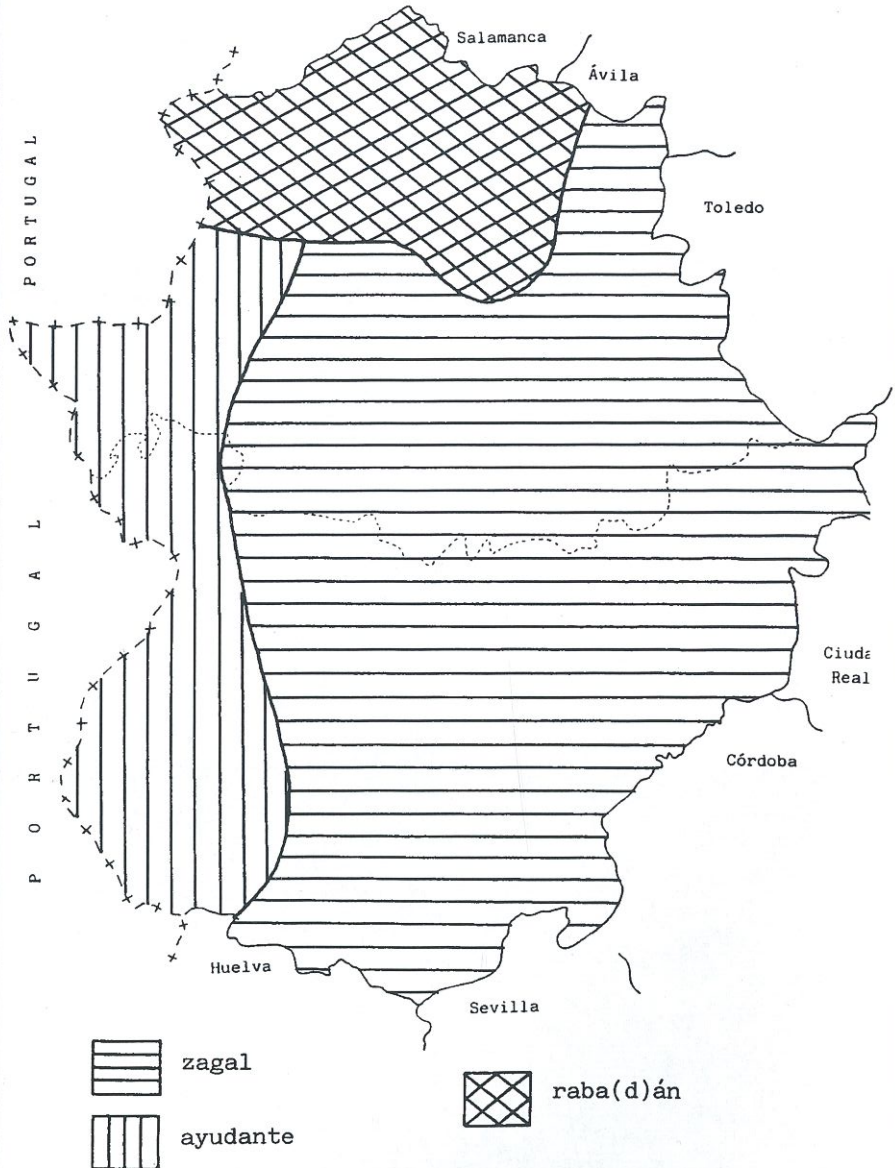 Salamanca
Ávila
PORTUGAL
Toledo
PORTUGAL
Ciuda
Real
Córdoba
Huelva
Sevilla
zagal
raba(d)án
ayudante